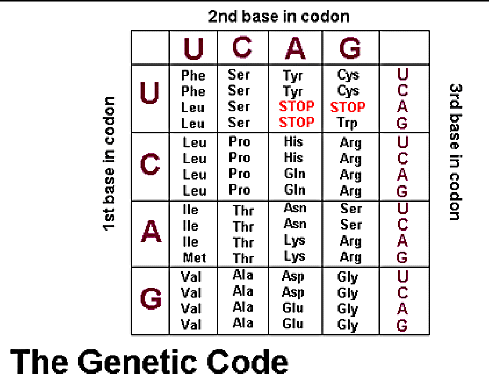 2nd base in codon
U C A G
1st base in codon
3rd base in codon
U Phe Ser Tyr Cys U
Phe Ser Tyr Cys C
Leu Ser STOP STOP A
Leu Ser STOP Trp G
C Leu Pro His Arg U
Leu Pro His Arg C
Leu Pro Gln Arg A
Leu Pro Gln Arg G
A Ile Thr Asn Ser U
Ile Thr Asn Ser C
Ile Thr Lys Arg A
Met Thr Lys Arg G
G Val Ala Asp Gly U
Val Ala Asp Gly C
Val Ala Glu Gly A
Val Ala Glu Gly G
The Genetic Code